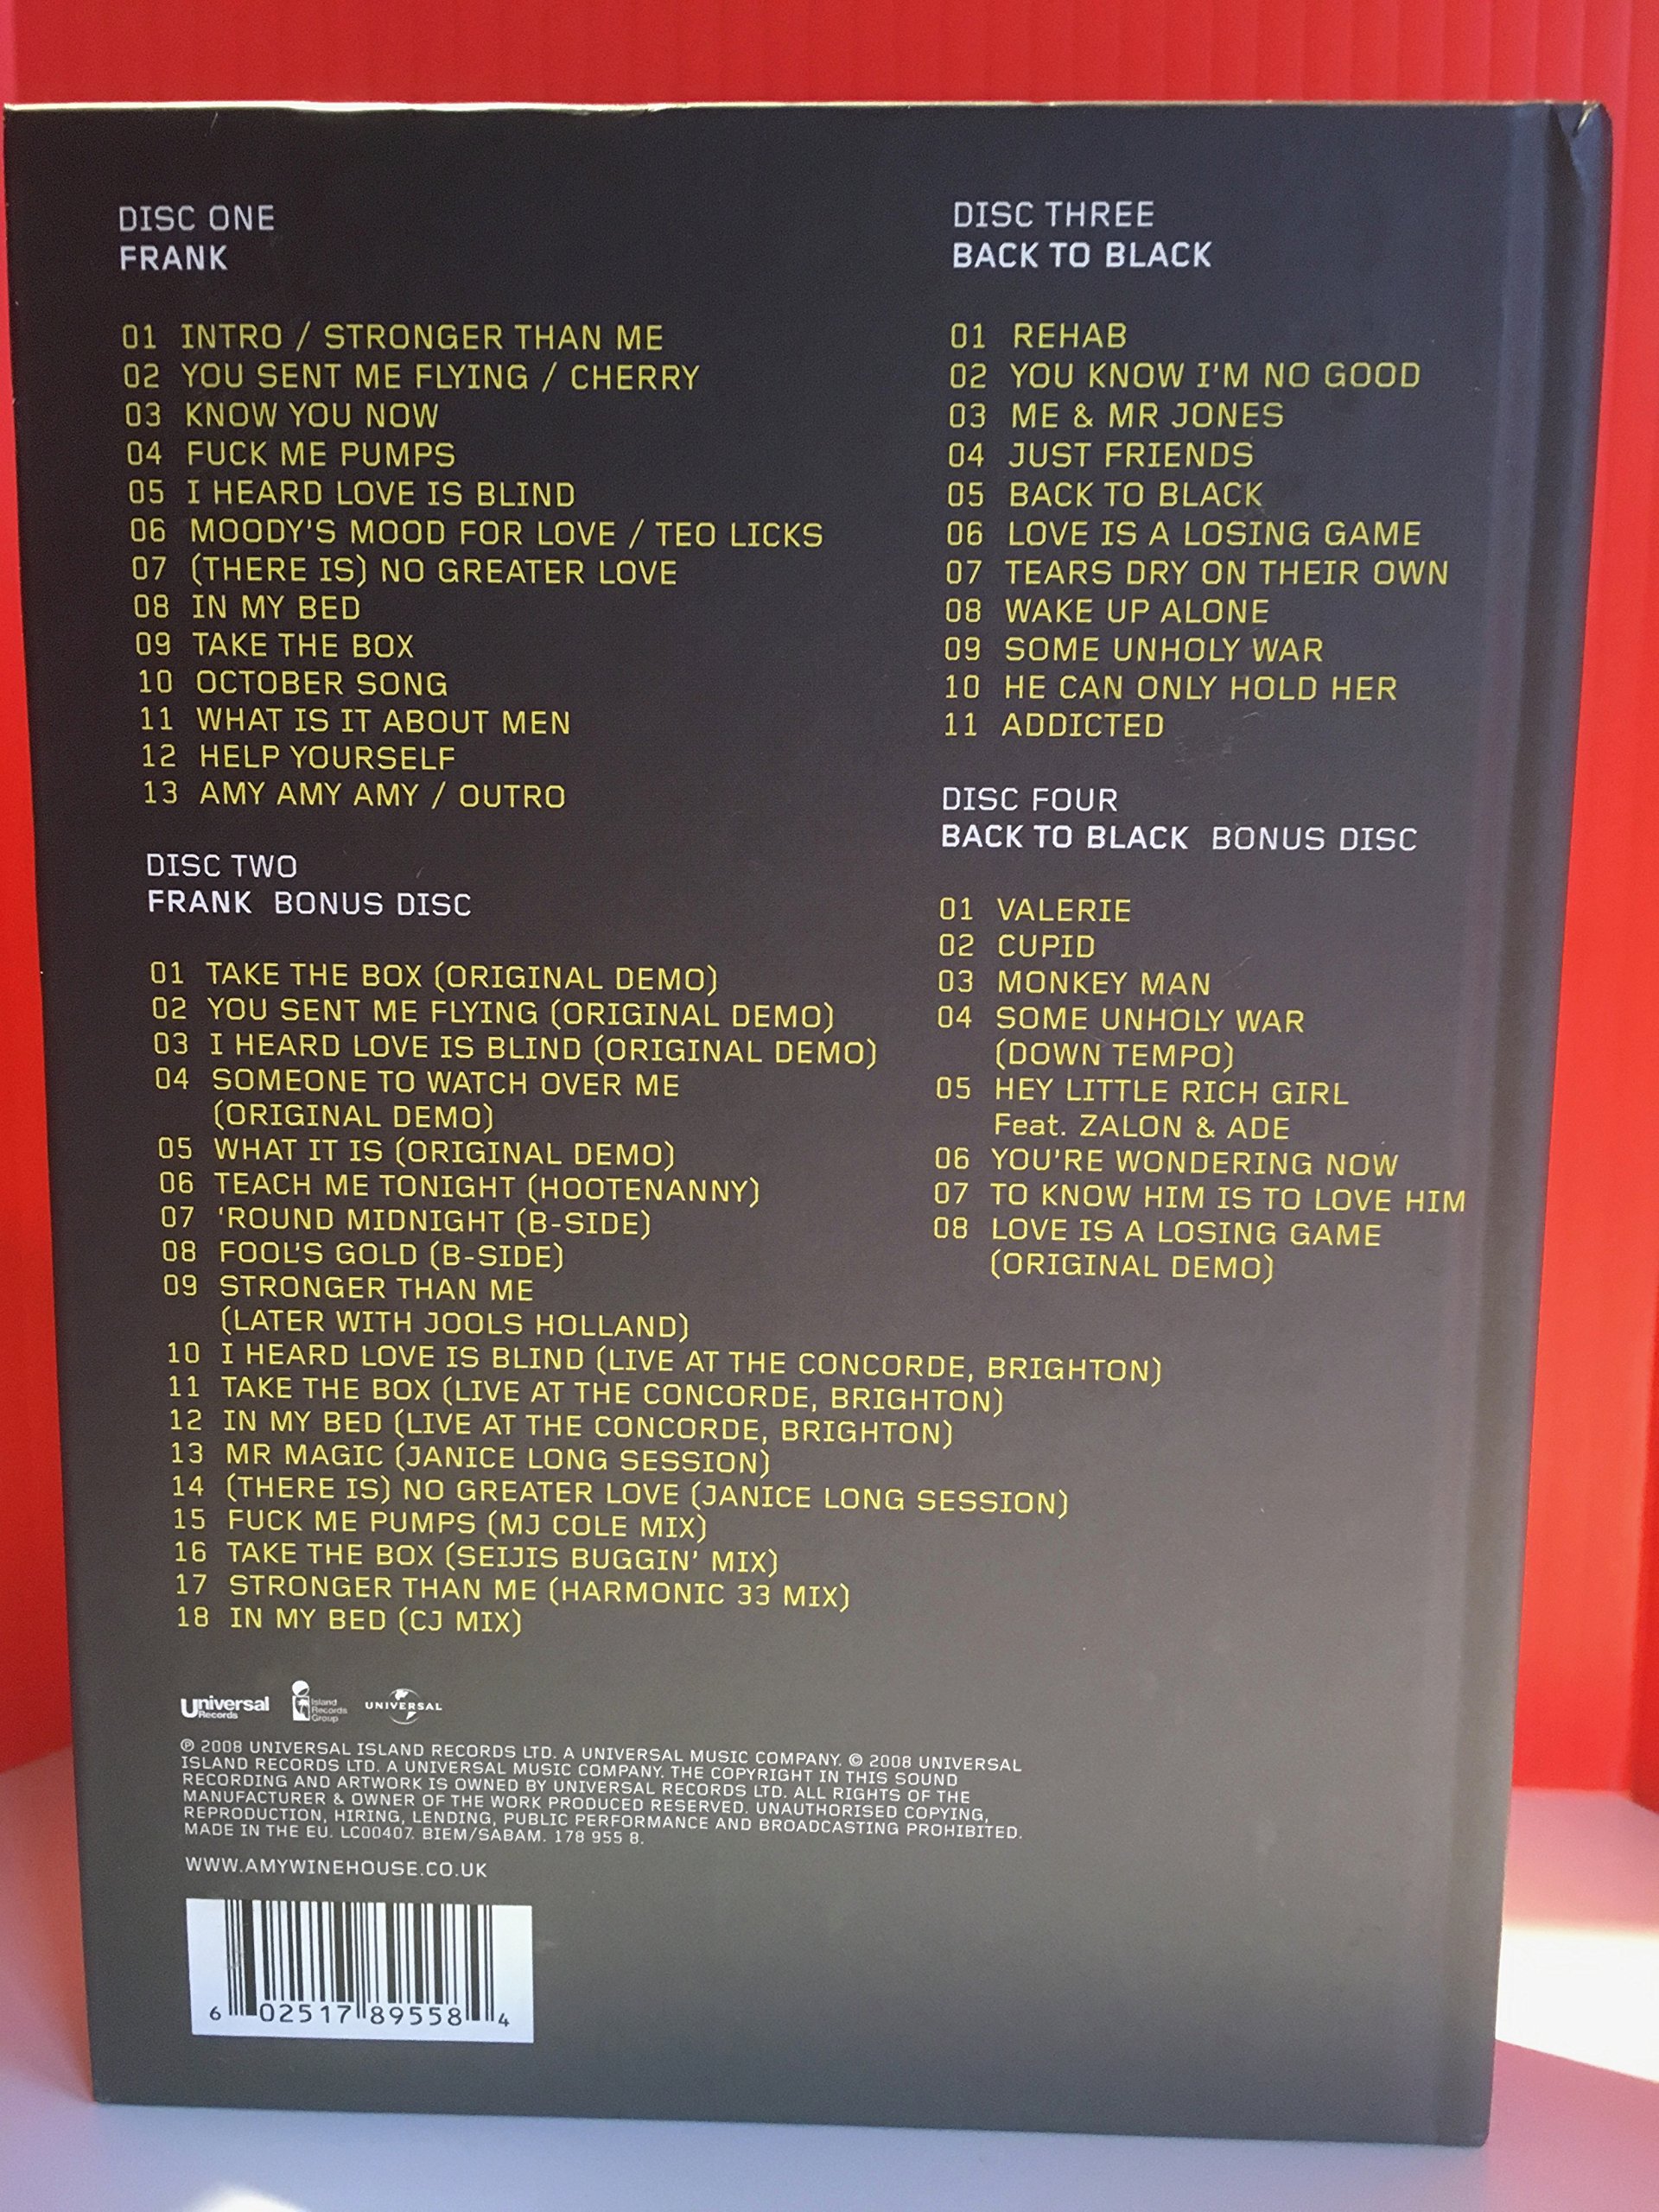 DISC ONE
FRANK
01 INTRO / STRONGER THAN ME
02 YOU SENT ME FLYING / CHERRY
03 KNOW YOU NOW
04 FUCK ME PUMPS
05 I HEARD LOVE IS BLIND
06 MOODY'S MOOD FOR LOVE / TEO LICKS
07 (THERE IS) NO GREATER LOVE
08 IN MY BED
09 TAKE THE BOX
10 OCTOBER SONG
11 WHAT IS IT ABOUT MEN
12 HELP YOURSELF
13 AMY AMY AMY / OUTRO
DISC TWO
FRANK BONUS DISC
01 TAKE THE BOX (ORIGINAL DEMO)
02 YOU SENT ME FLYING (ORIGINAL DEMO)
03 I HEARD LOVE IS BLIND (ORIGINAL DEMO)
04 SOMEONE TO WATCH OVER ME
(ORIGINAL DEMO)
05 WHAT IT IS (ORIGINAL DEMO)
06 TEACH ME TONIGHT (HOOTENANNY)
07 'ROUND MIDNIGHT (B-SIDE)
08 FOOL'S GOLD (B-SIDE)
09 STRONGER THAN ME
(LATER WITH JOOLS HOLLAND)
10 I HEARD LOVE IS BLIND (LIVE AT THE CONCORDE, BRIGHTON)
11 TAKE THE BOX (LIVE AT THE CONCORDE, BRIGHTON)
12 IN MY BED (LIVE AT THE CONCORDE, BRIGHTON)
13 MR MAGIC (JANICE LONG SESSION)
14 (THERE IS) NO GREATER LOVE (JANICE LONG SESSION)
15 FUCK ME PUMPS (MJ COLE MIX)
16 TAKE THE BOX (SEIJIS BUGGIN' MIX)
17 STRONGER THAN ME (HARMONIC 33 MIX)
18 IN MY BED (CJ MIX)
DISC THREE
BACK TO BLACK
01 REHAB
02 YOU KNOW I'M NO GOOD
03 ME & MR JONES
04 JUST FRIENDS
05 BACK TO BLACK
06 LOVE IS A LOSING GAME
07 TEARS DRY ON THEIR OWN
08 WAKE UP ALONE
09 SOME UNHOLY WAR
10 HE CAN ONLY HOLD HER
11 ADDICTED
DISC FOUR
BACK TO BLACK BONUS DISC
01 VALERIE
02 CUPID
03 MONKEY MAN
04 SOME UNHOLY WAR
(DOWN TEMPO)
05 HEY LITTLE RICH GIRL
Feat. ZALON & ADE
06 YOU'RE WONDERING NOW
07 TO KNOW HIM IS TO LOVE HIM
08 LOVE IS A LOSING GAME
(ORIGINAL DEMO)
Universal
Records
Island
Records
Group
UNIVERSAL
℗ 2008 UNIVERSAL ISLAND RECORDS LTD. A UNIVERSAL MUSIC COMPANY. © 2008 UNIVERSAL
ISLAND RECORDS LTD. A UNIVERSAL MUSIC COMPANY. THE COPYRIGHT IN THIS SOUND
RECORDING AND ARTWORK IS OWNED BY UNIVERSAL RECORDS LTD. ALL RIGHTS OF THE
MANUFACTURER & OWNER OF THE WORK PRODUCED RESERVED. UNAUTHORISED COPYING,
REPRODUCTION, HIRING, LENDING, PUBLIC PERFORMANCE AND BROADCASTING PROHIBITED.
MADE IN THE EU. LC00407. BIEM/SABAM. 178 955 8.
WWW.AMYWINEHOUSE.CO.UK
6 02517 89558 4